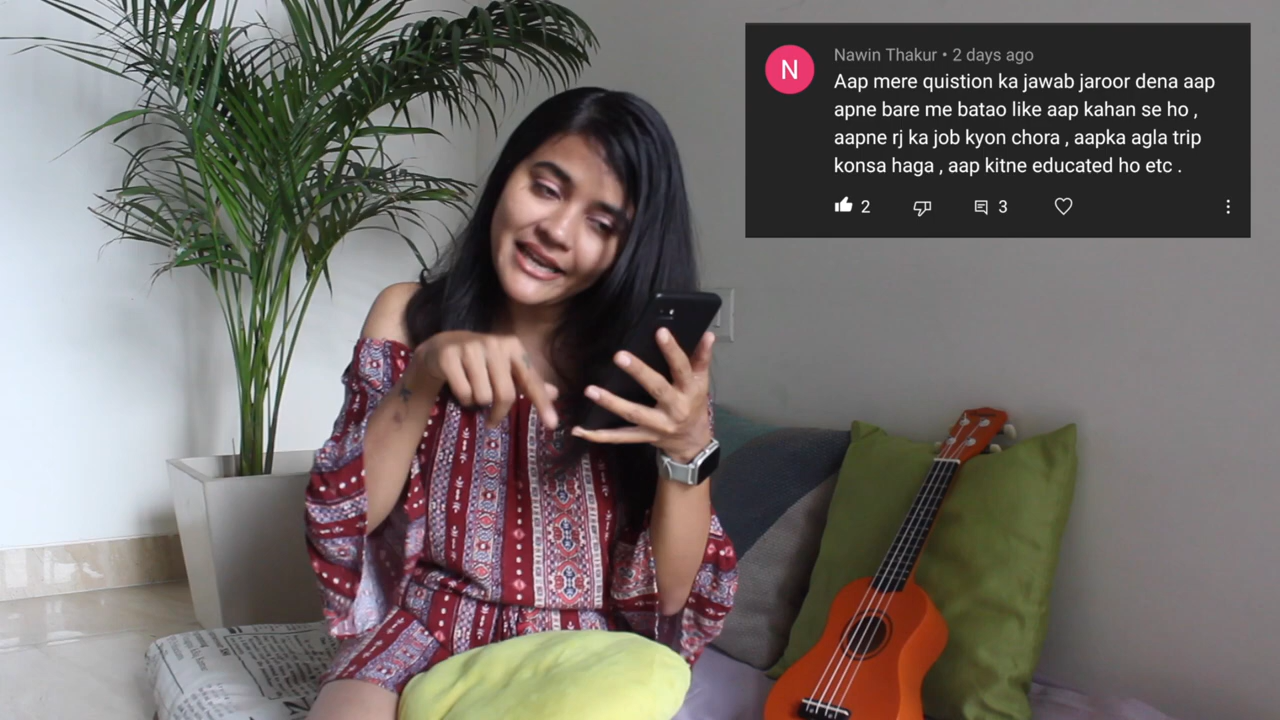 N
Nawin Thakur • 2 days ago
Aap mere quistion ka jawab jaroor dena aap
apne bare me batao like aap kahan se ho ,
aapne rj ka job kyon chora , aapka agla trip
konsa haga , aap kitne educated ho etc .
2
3